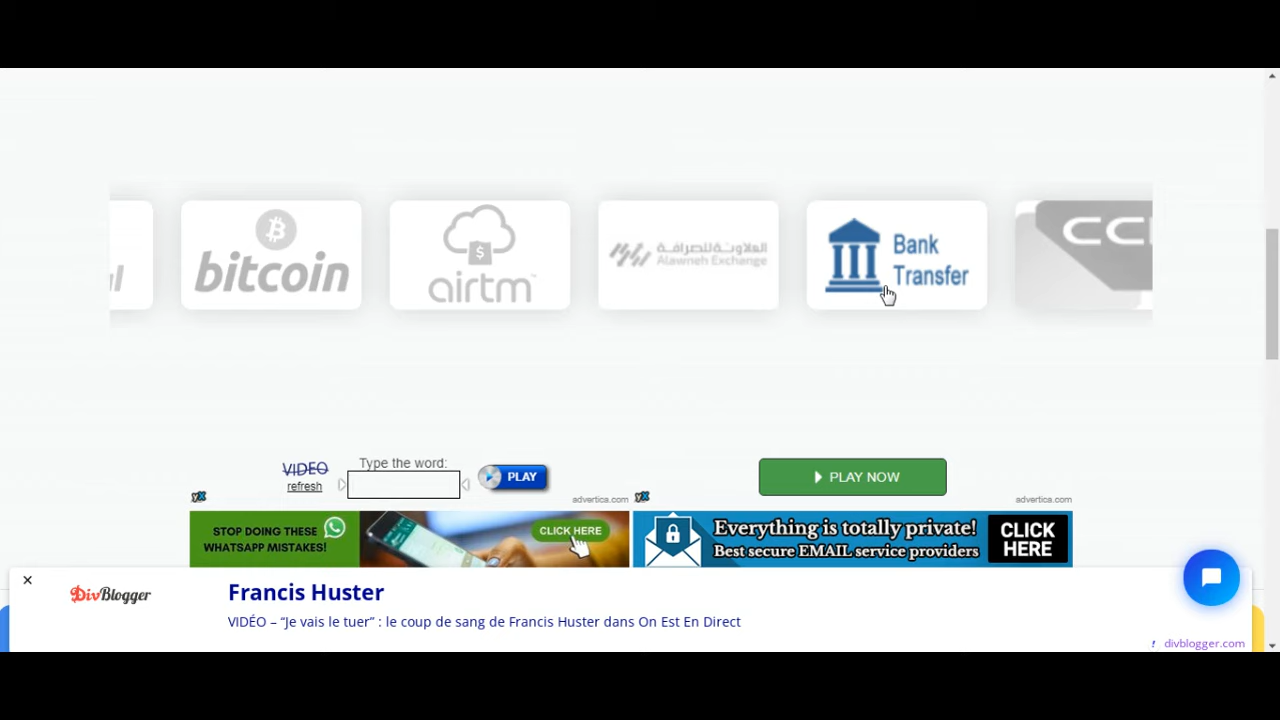 al
bitcoin
airtm
العلاونة للصرافة
Alawneh Exchange
Bank
Transfer
CCI
VIDEO
refresh
Type the word:
PLAY
PLAY NOW
advertica.com
advertica.com
STOP DOING THESE
WHATSAPP MISTAKES!
CLICK HERE
Everything is totally private!
Best secure EMAIL service providers
CLICK
HERE
DivBlogger
Francis Huster
VIDÉO – “Je vais le tuer” : le coup de sang de Francis Huster dans On Est En Direct
divblogger.com